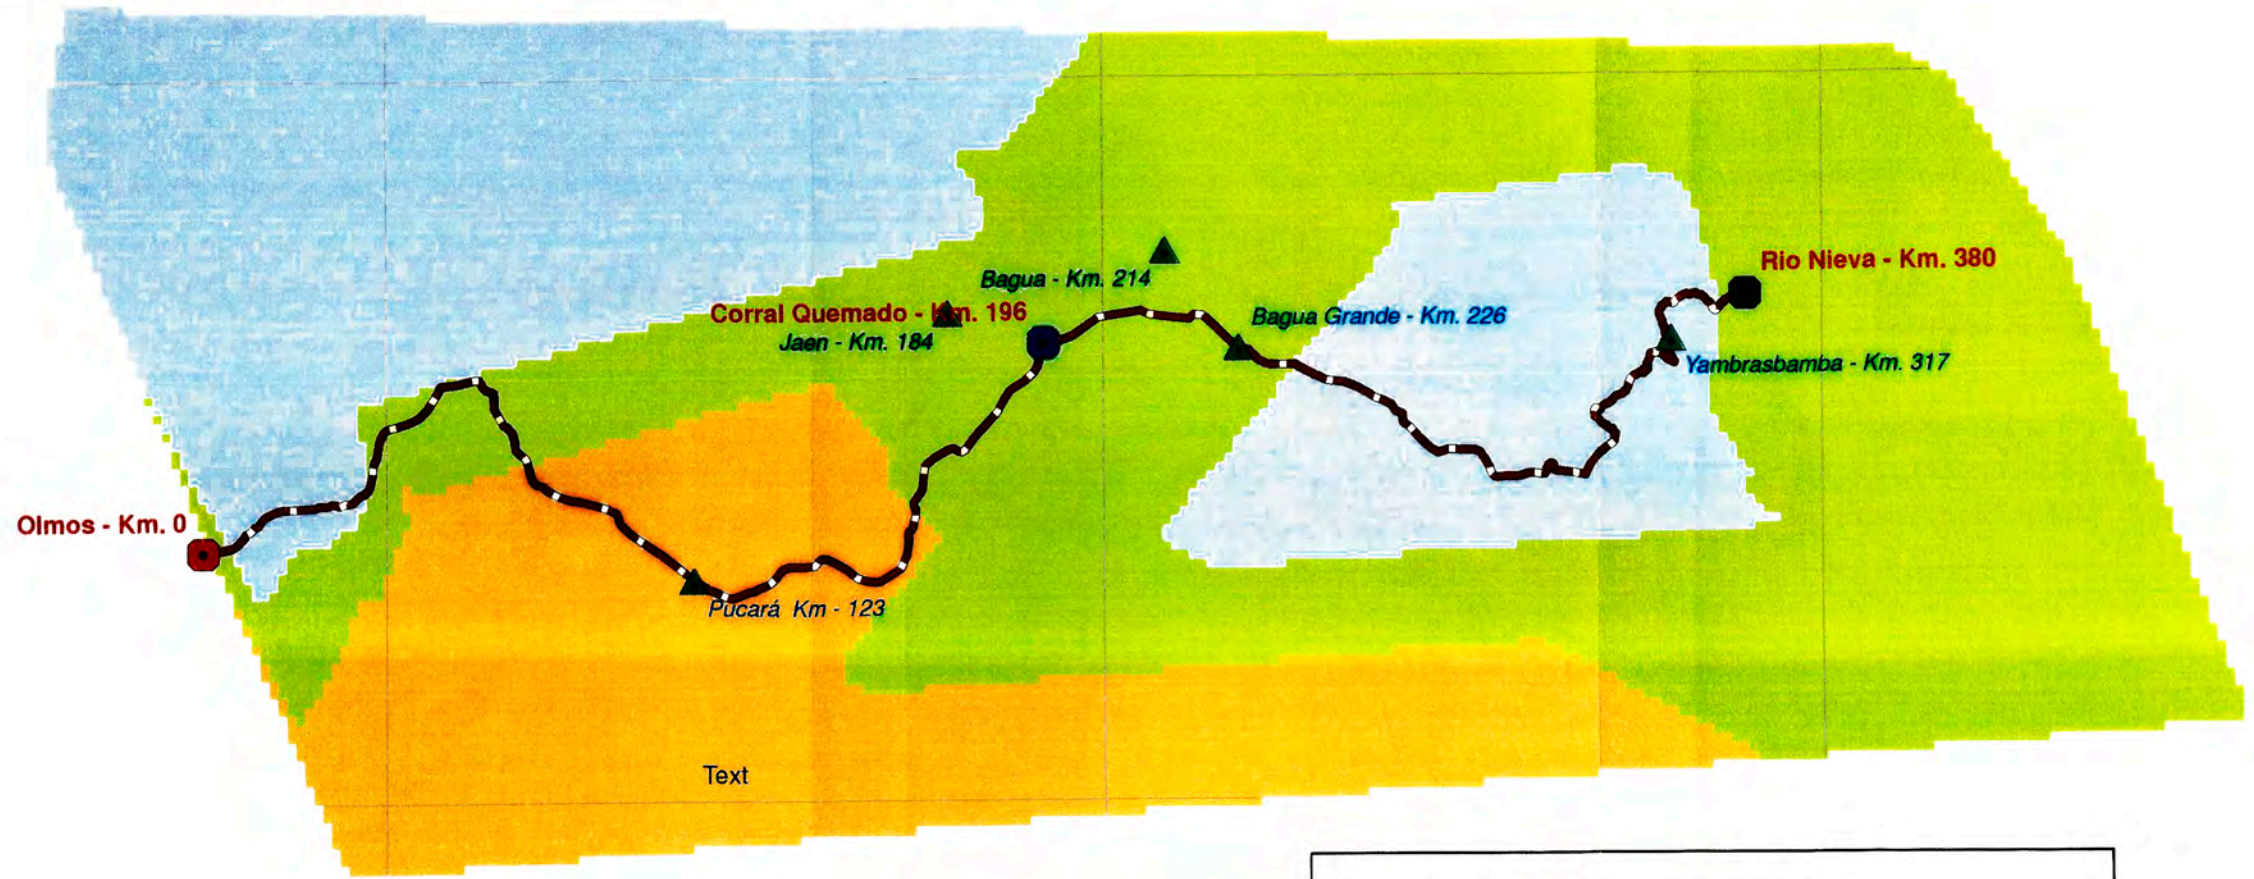 Rio Nieva - Km. 380
Bagua - Km. 214
Corral Quemado - Km. 196
Bagua Grande - Km. 226
Jaen - Km. 184
Yambrasbamba - Km. 317
Olmos - Km. 0
Pucará Km - 123
Text